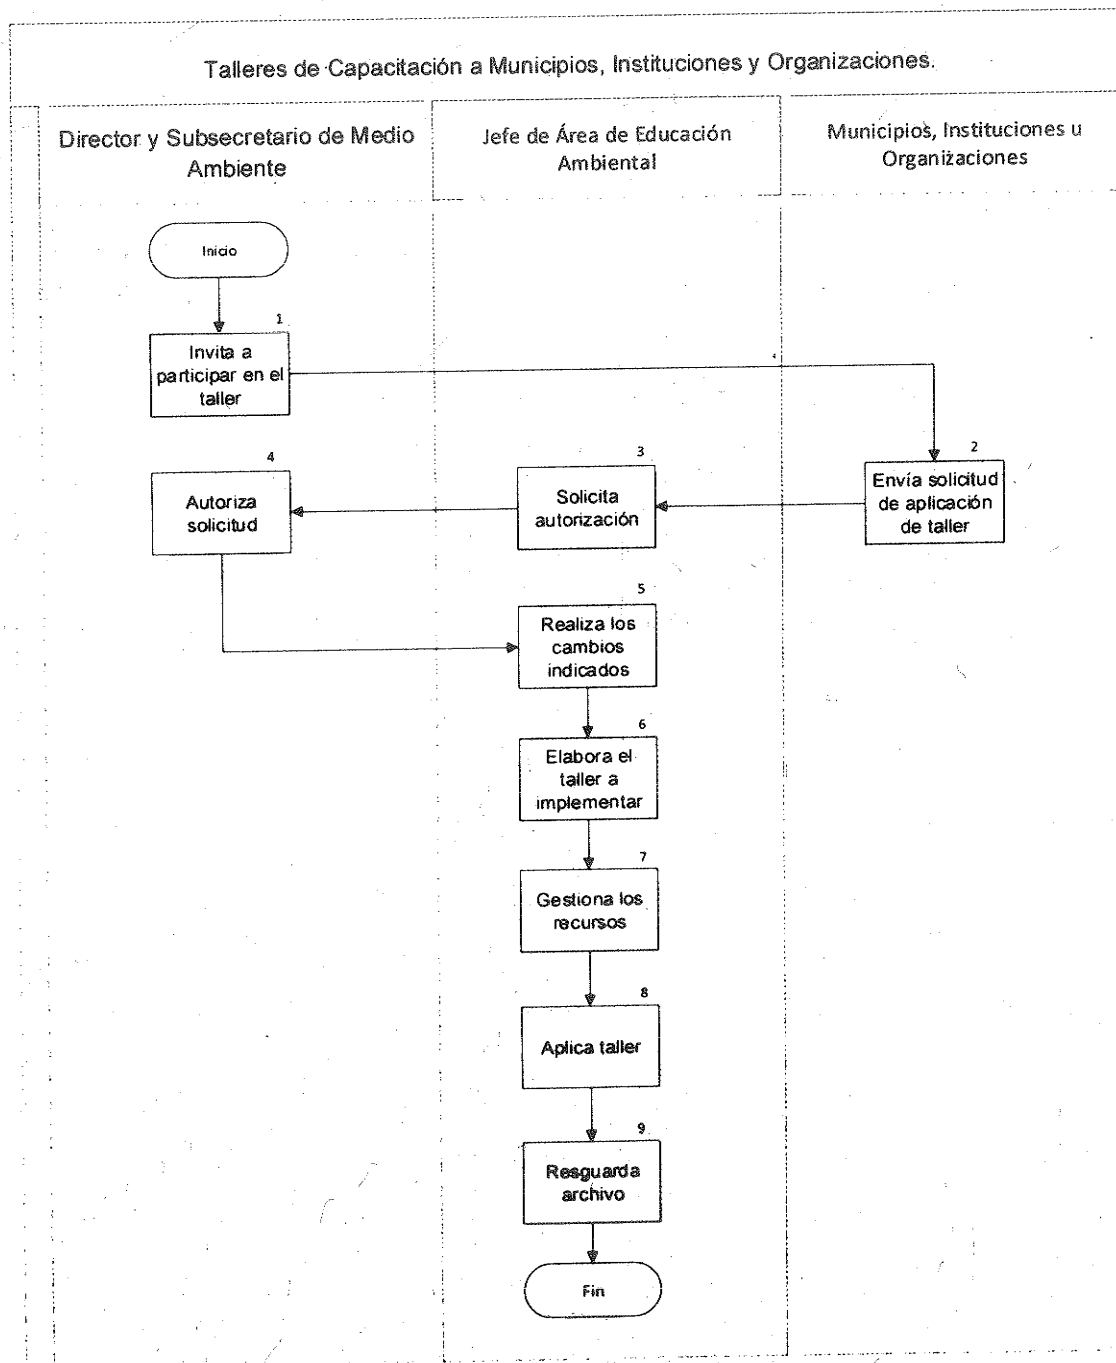 Talleres de Capacitación a Municipios, Instituciones y Organizaciones.
Director y Subsecretario de Medio
Ambiente
Jefe de Área de Educación
Ambiental
Municipios, Instituciones u
Organizaciones
Inicio
1
Invita a
participar en el
taller
2
Envía solicitud
de aplicación
de taller
3
Solicita
autorización
4
Autoriza
solicitud
5
Realiza los
cambios
indicados
6
Elabora el
taller a
implementar
7
Gestiona los
recursos
8
Aplica taller
9
Resguarda
archivo
Fin